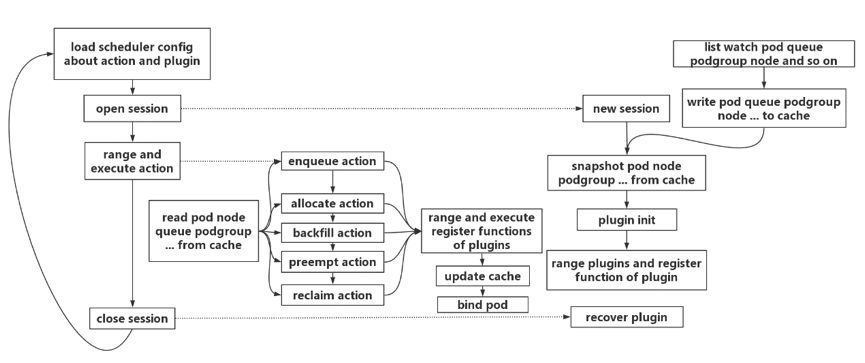 load scheduler config
about action and plugin
list watch pod queue
podgroup node and so on
open session
new session
write pod queue podgroup
node ... to cache
range and
execute action
enqueue action
snapshot pod node
podgroup ... from cache
read pod node
queue podgroup
... from cache
allocate action
backfill action
preempt action
reclaim action
range and execute
register functions
of plugins
plugin init
update cache
range plugins and register
function of plugin
bind pod
close session
recover plugin